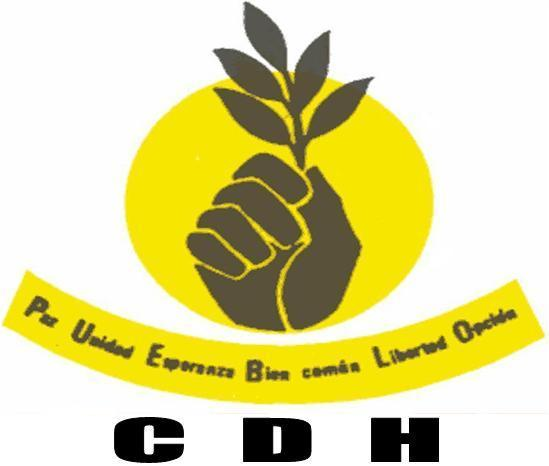 Paz Unidad Esperanza Bien común Libertad Opción
CDH